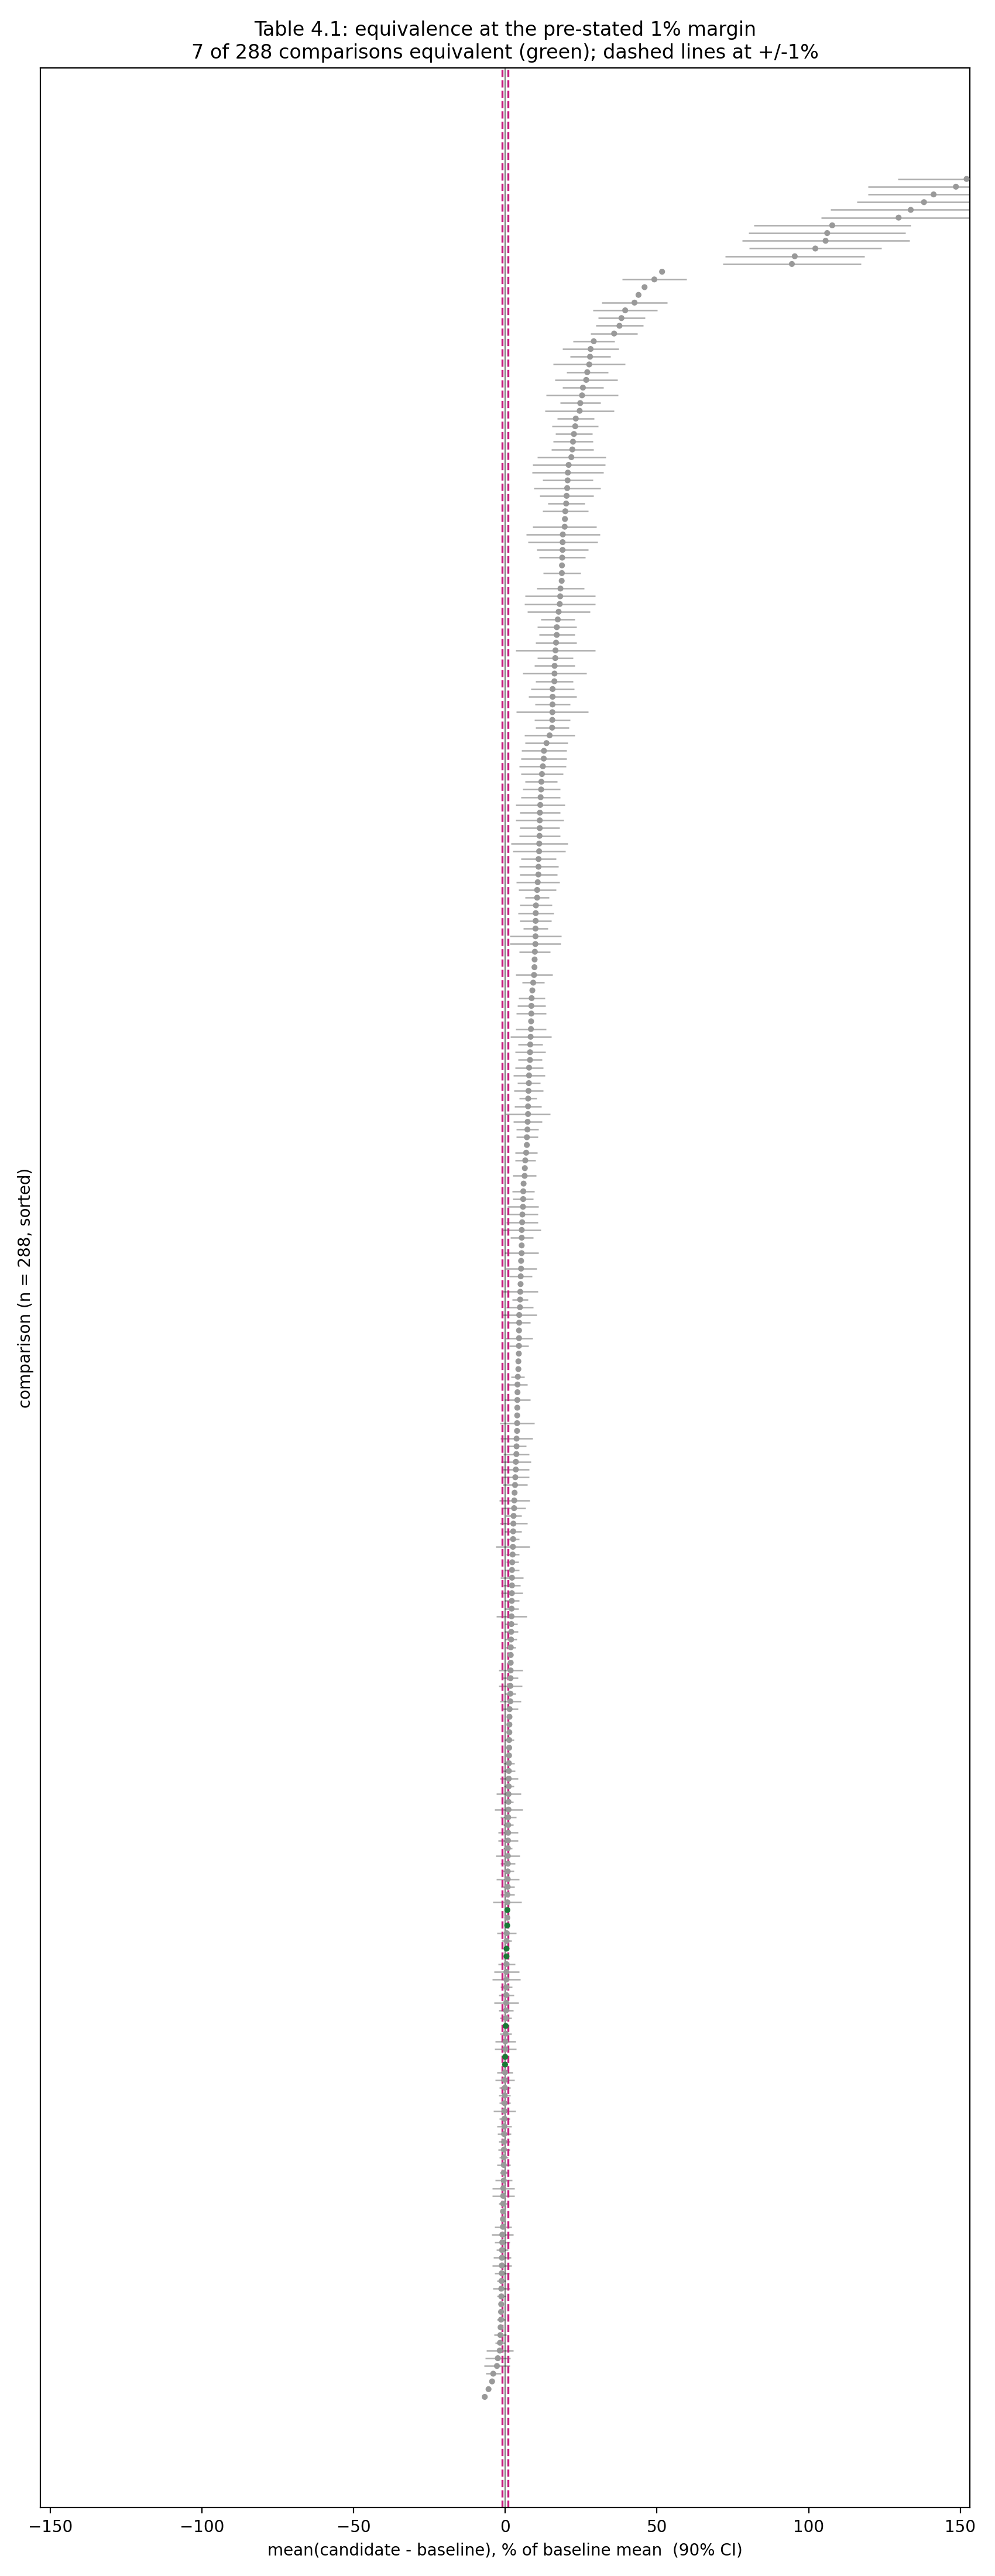 Table 4.1: equivalence at the pre-stated 1% margin
7 of 288 comparisons equivalent (green); dashed lines at +/-1%
comparison (n = 288, sorted)
−150
−100
−50
0
50
100
150
mean(candidate - baseline), % of baseline mean  (90% CI)